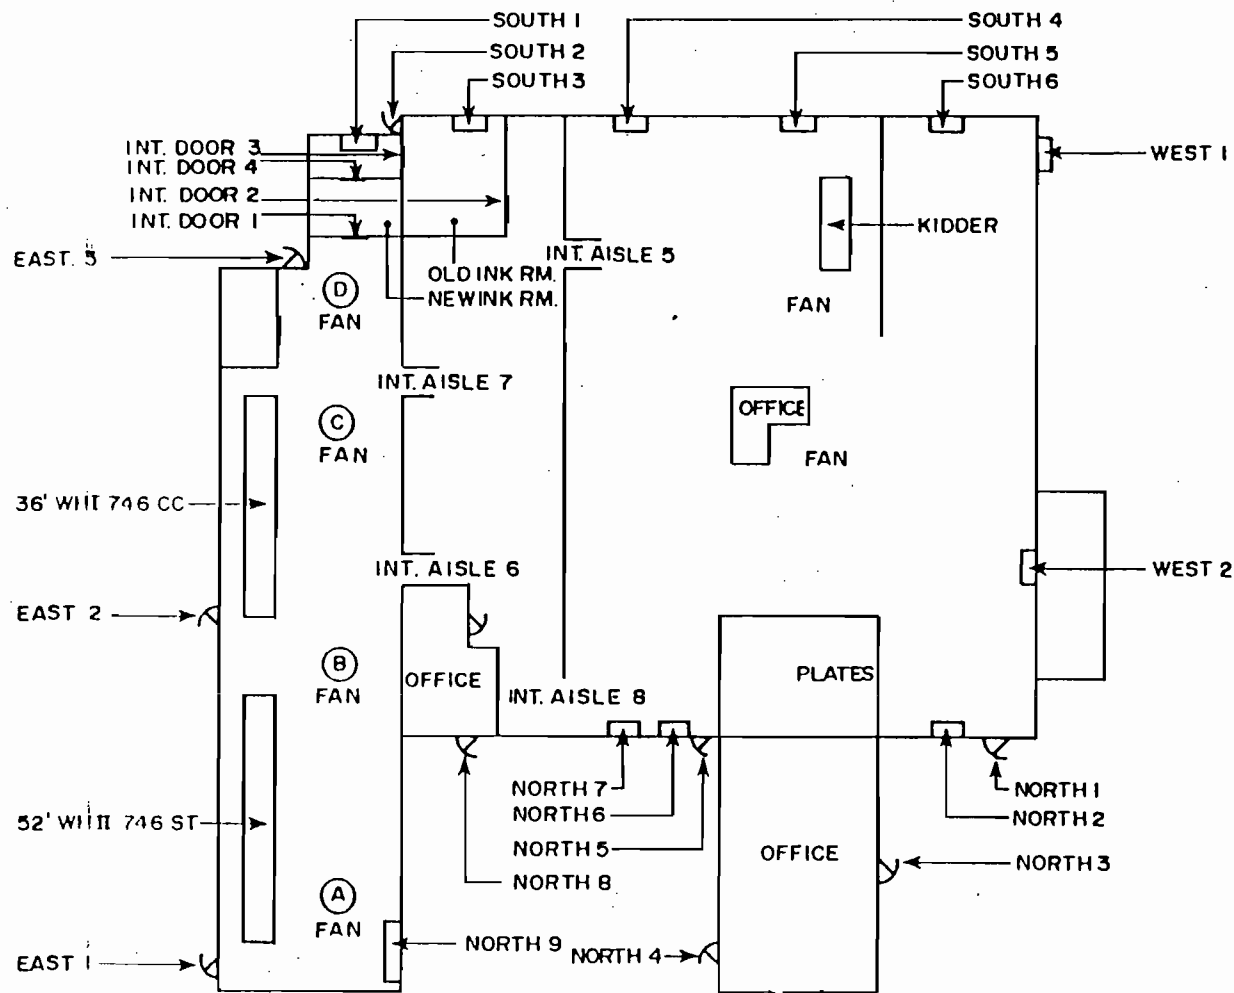 SOUTH 1
SOUTH 4
SOUTH 2
SOUTH 5
SOUTH 3
SOUTH 6
INT. DOOR 3
WEST 1
INT. DOOR 4
INT. DOOR 2
INT. DOOR 1
KIDDER
EAST. 3
INT. AISLE 5
OLD INK RM.
NEW INK RM.
D
FAN
FAN
INT. AISLE 7
OFFICE
C
FAN
FAN
36' WHI 746 CC
WEST 2
INT. AISLE 6
EAST 2
B
FAN
OFFICE
PLATES
INT. AISLE 8
NORTH 7
NORTH 1
NORTH 6
NORTH 2
52' 746 ST
NORTH 5
OFFICE
NORTH 3
NORTH 8
A
FAN
NORTH 9
NORTH 4
EAST 1